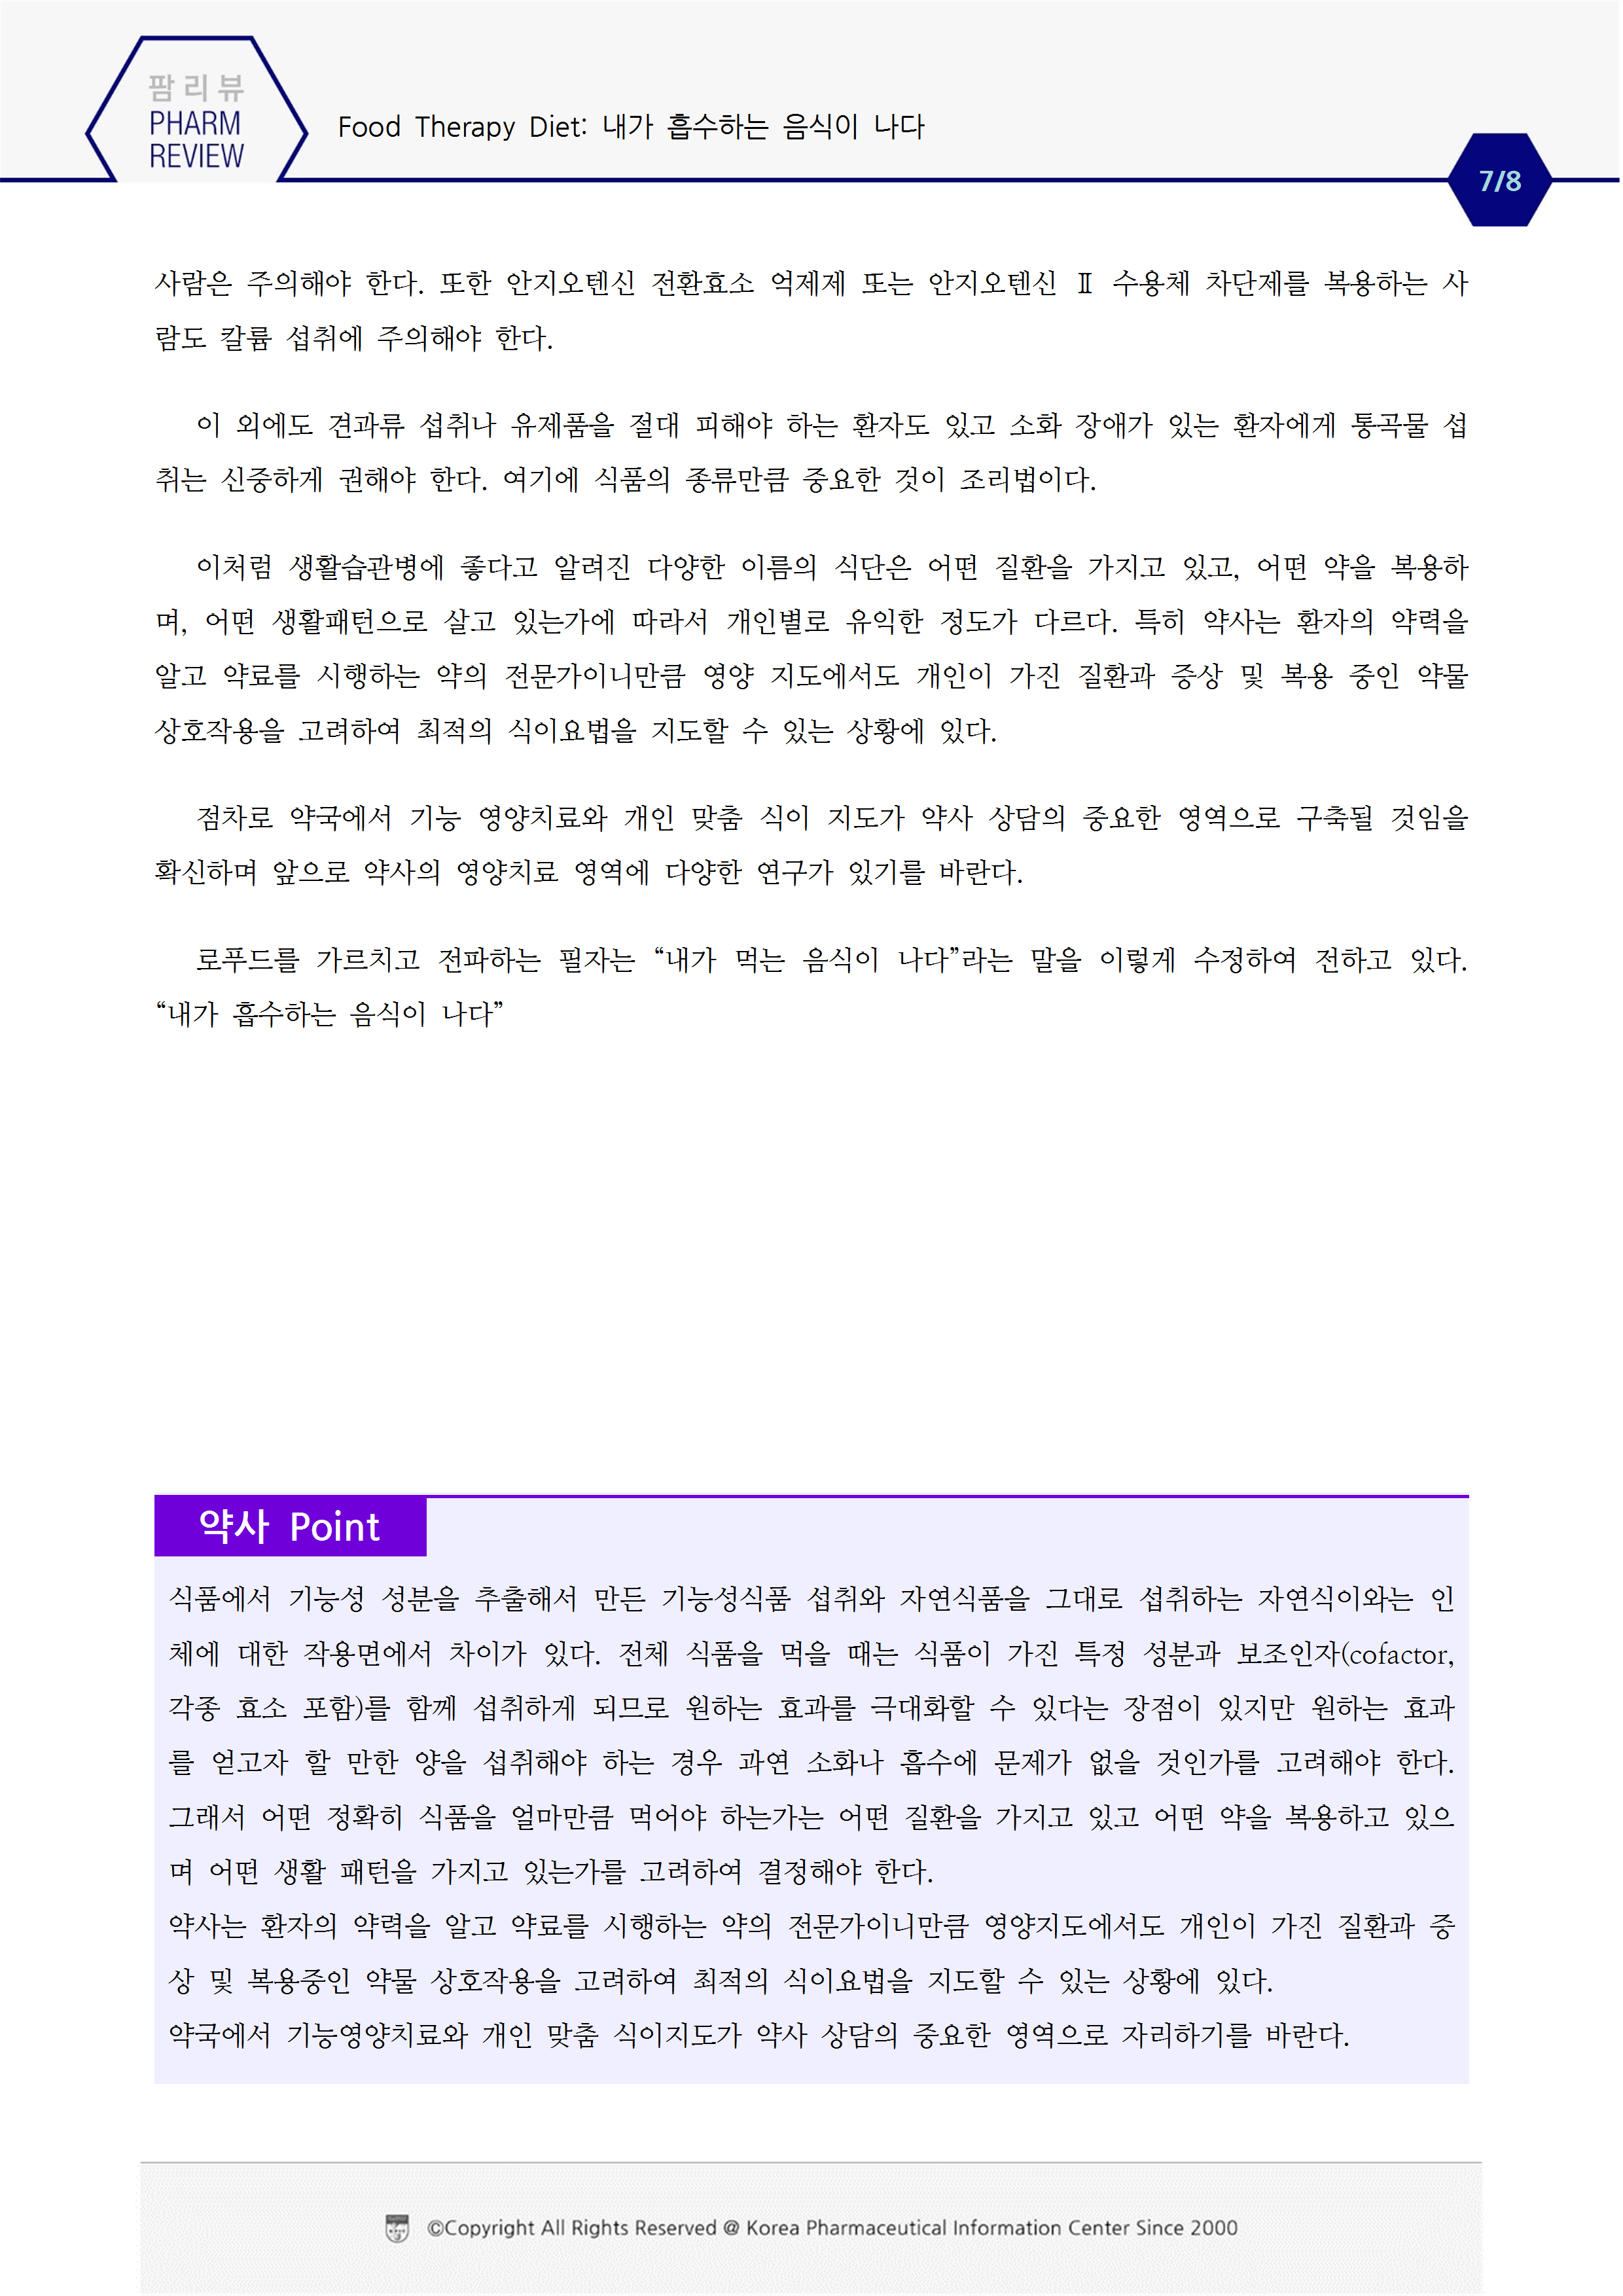 팜리뷰
PHARM
REVIEW
Food Therapy Diet: 내가 흡수하는 음식이 나다
7/8
사람은 주의해야 한다. 또한 안지오텐신 전환효소 억제제 또는 안지오텐신 Ⅱ 수용체 차단제를 복용하는 사
람도 칼륨 섭취에 주의해야 한다.
이 외에도 견과류 섭취나 유제품을 절대 피해야 하는 환자도 있고 소화 장애가 있는 환자에게 통곡물 섭
취는 신중하게 권해야 한다. 여기에 식품의 종류만큼 중요한 것이 조리법이다.
이처럼 생활습관병에 좋다고 알려진 다양한 이름의 식단은 어떤 질환을 가지고 있고, 어떤 약을 복용하
며, 어떤 생활패턴으로 살고 있는가에 따라서 개인별로 유익한 정도가 다르다. 특히 약사는 환자의 약력을
알고 약료를 시행하는 약의 전문가이니만큼 영양 지도에서도 개인이 가진 질환과 증상 및 복용 중인 약물
상호작용을 고려하여 최적의 식이요법을 지도할 수 있는 상황에 있다.
점차로 약국에서 기능 영양치료와 개인 맞춤 식이 지도가 약사 상담의 중요한 영역으로 구축될 것임을
확신하며 앞으로 약사의 영양치료 영역에 다양한 연구가 있기를 바란다.
로푸드를 가르치고 전파하는 필자는 “내가 먹는 음식이 나다”라는 말을 이렇게 수정하여 전하고 있다.
“내가 흡수하는 음식이 나다”
약사 Point
식품에서 기능성 성분을 추출해서 만든 기능성식품 섭취와 자연식품을 그대로 섭취하는 자연식이와는 인
체에 대한 작용면에서 차이가 있다. 전체 식품을 먹을 때는 식품이 가진 특정 성분과 보조인자(cofactor,
각종 효소 포함)를 함께 섭취하게 되므로 원하는 효과를 극대화할 수 있다는 장점이 있지만 원하는 효과
를 얻고자 할 만한 양을 섭취해야 하는 경우 과연 소화나 흡수에 문제가 없을 것인가를 고려해야 한다.
그래서 어떤 정확히 식품을 얼마만큼 먹어야 하는가는 어떤 질환을 가지고 있고 어떤 약을 복용하고 있으
며 어떤 생활 패턴을 가지고 있는가를 고려하여 결정해야 한다.
약사는 환자의 약력을 알고 약료를 시행하는 약의 전문가이니만큼 영양지도에서도 개인이 가진 질환과 증
상 및 복용중인 약물 상호작용을 고려하여 최적의 식이요법을 지도할 수 있는 상황에 있다.
약국에서 기능영양치료와 개인 맞춤 식이지도가 약사 상담의 중요한 영역으로 자리하기를 바란다.
©Copyright All Rights Reserved @ Korea Pharmaceutical Information Center Since 2000